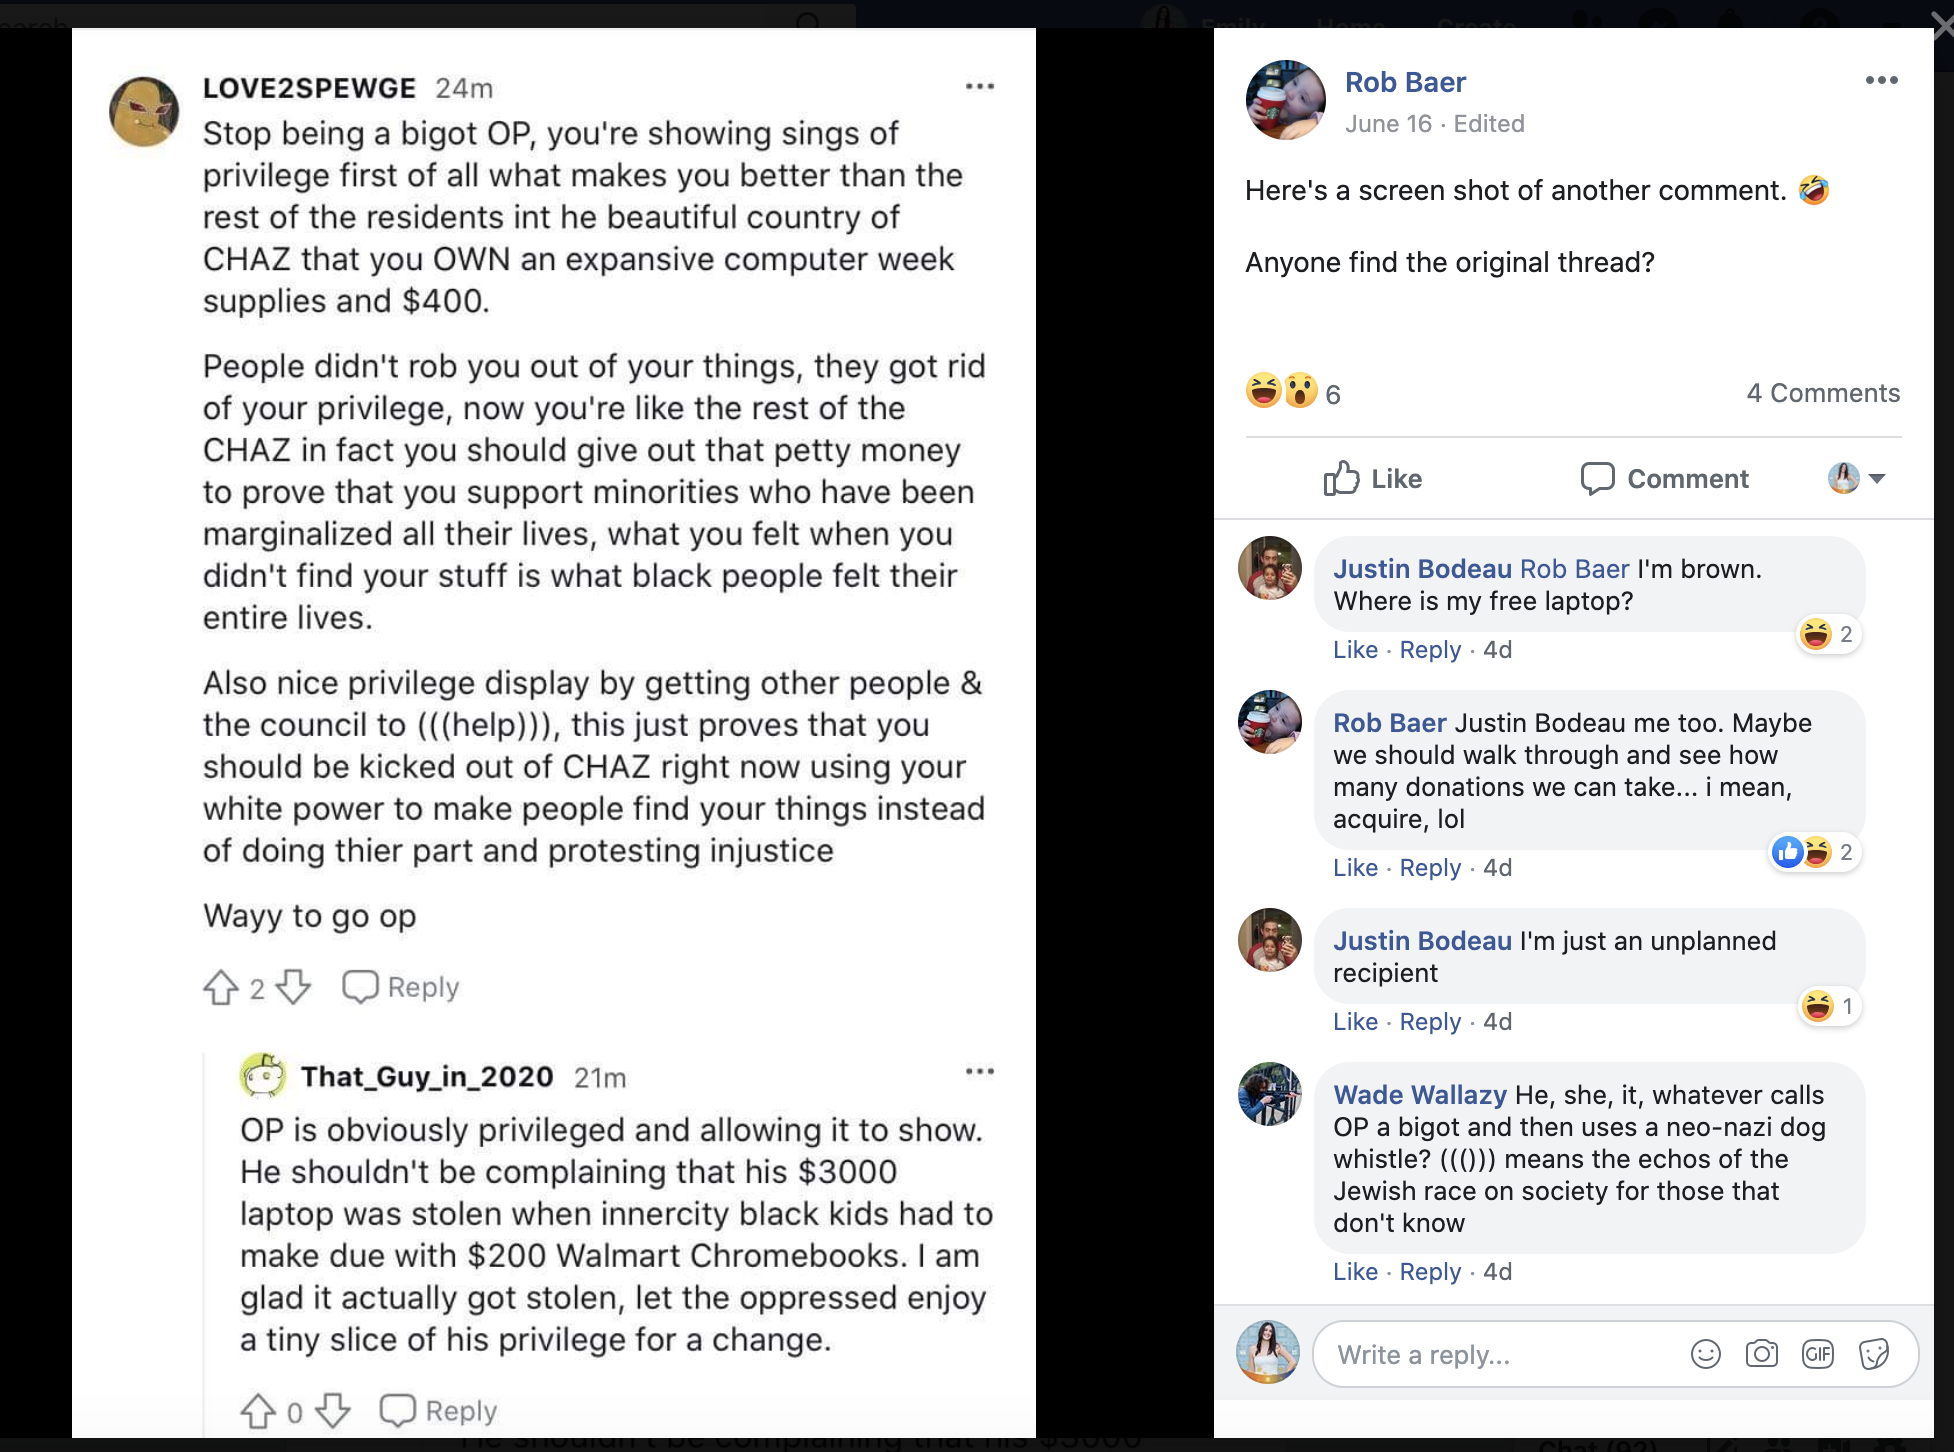 earch
Emily Home Create
LOVE2SPEWGE 24m
Stop being a bigot OP, you're showing sings of
privilege first of all what makes you better than the
rest of the residents int he beautiful country of
CHAZ that you OWN an expansive computer week
supplies and $400.
People didn't rob you out of your things, they got rid
of your privilege, now you're like the rest of the
CHAZ in fact you should give out that petty money
to prove that you support minorities who have been
marginalized all their lives, what you felt when you
didn't find your stuff is what black people felt their
entire lives.
Also nice privilege display by getting other people &
the council to (((help))), this just proves that you
should be kicked out of CHAZ right now using your
white power to make people find your things instead
of doing thier part and protesting injustice
Wayy to go op
2 Reply
That_Guy_in_2020 21m
OP is obviously privileged and allowing it to show.
He shouldn't be complaining that his $3000
laptop was stolen when innercity black kids had to
make due with $200 Walmart Chromebooks. I am
glad it actually got stolen, let the oppressed enjoy
a tiny slice of his privilege for a change.
0 Reply
He shouldn't be complaining that his $3000
Rob Baer
June 16 · Edited
Here's a screen shot of another comment. 🤣
Anyone find the original thread?
6 4 Comments
Like Comment
Justin Bodeau Rob Baer I'm brown.
Where is my free laptop?
2
Like · Reply · 4d
Rob Baer Justin Bodeau me too. Maybe
we should walk through and see how
many donations we can take... i mean,
acquire, lol
2
Like · Reply · 4d
Justin Bodeau I'm just an unplanned
recipient
1
Like · Reply · 4d
Wade Wallazy He, she, it, whatever calls
OP a bigot and then uses a neo-nazi dog
whistle? ((())) means the echos of the
Jewish race on society for those that
don't know
Like · Reply · 4d
Write a reply...
GIF
Chat (92)